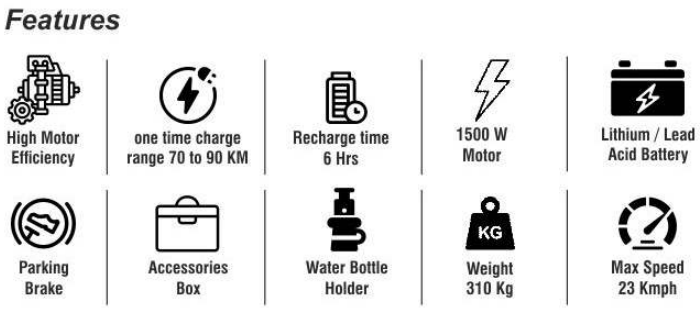 Features
High Motor
Efficiency
one time charge
range 70 to 90 KM
Recharge time
6 Hrs
1500 W
Motor
Lithium / Lead
Acid Battery
Parking
Brake
Accessories
Box
Water Bottle
Holder
KG
Weight
310 Kg
Max Speed
23 Kmph